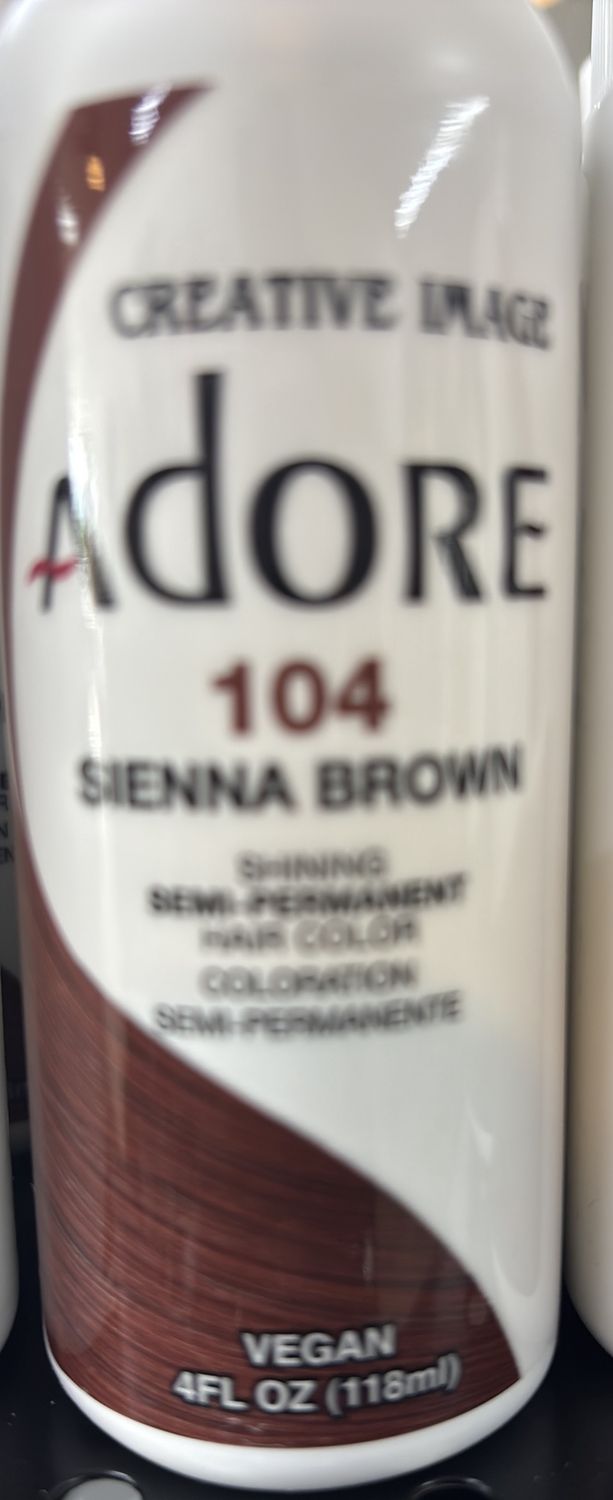 CREATIVE IMAGE
AdORE
104
SIENNA BROWN
SHINING
SEMI-PERMANENT
HAIR COLOR
COLORATION
SEMI-PERMANENTE
VEGAN
4FL OZ (118ml)